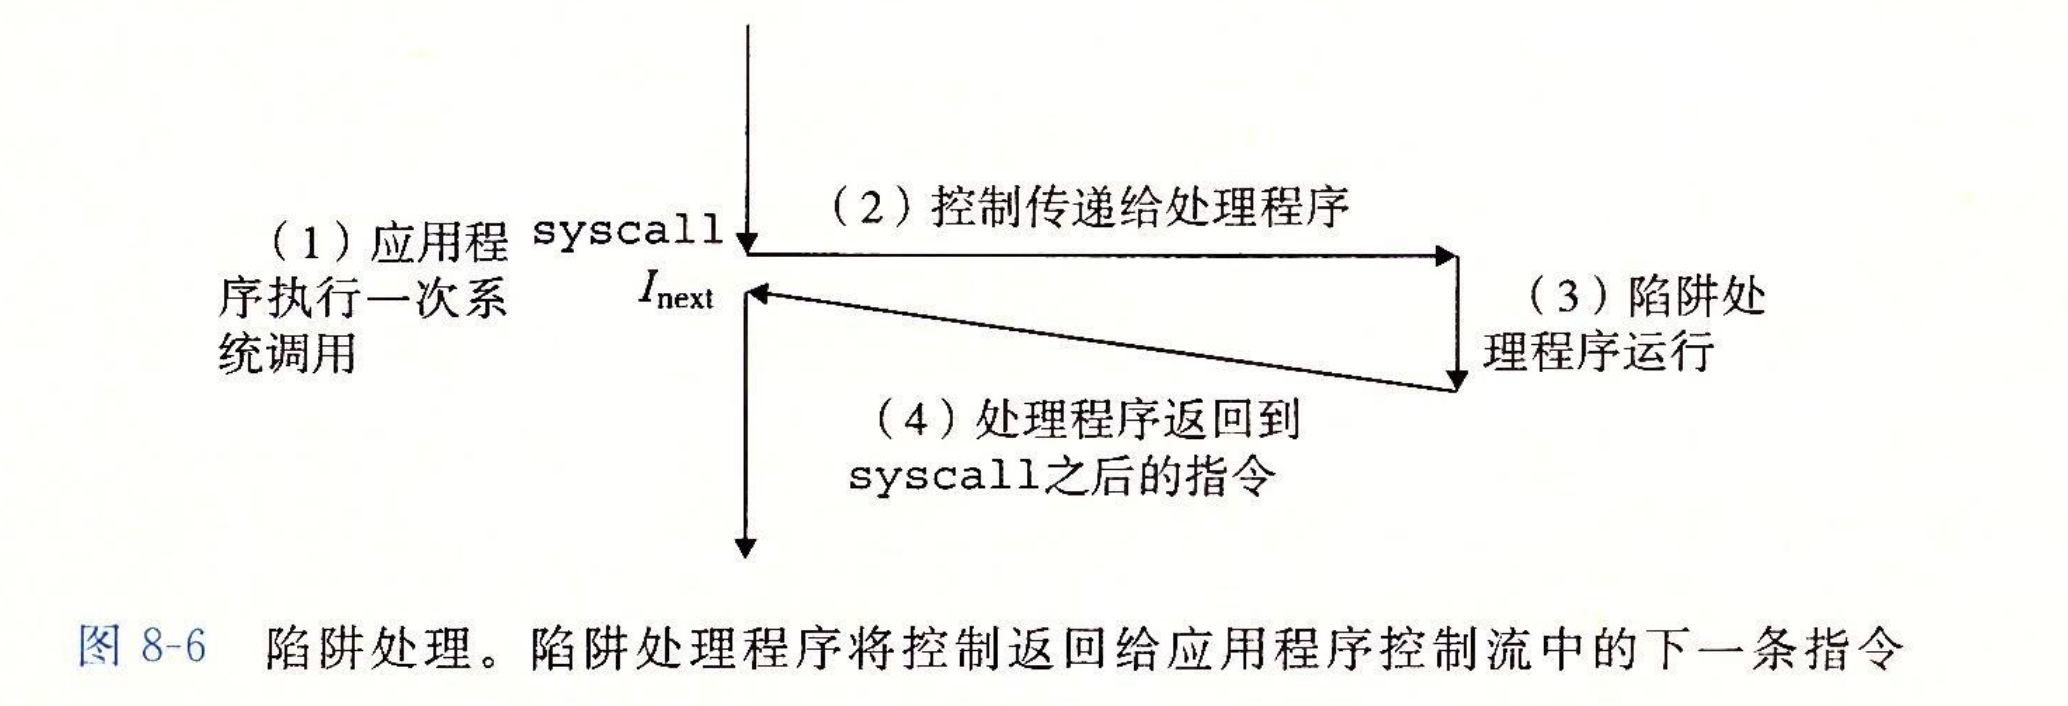 （2）控制传递给处理程序
（1）应用程
序执行一次系
统调用
syscall
Inext
（3）陷阱处
理程序运行
（4）处理程序返回到
syscall之后的指令
图 8-6 陷阱处理。陷阱处理程序将控制返回给应用程序控制流中的下一条指令